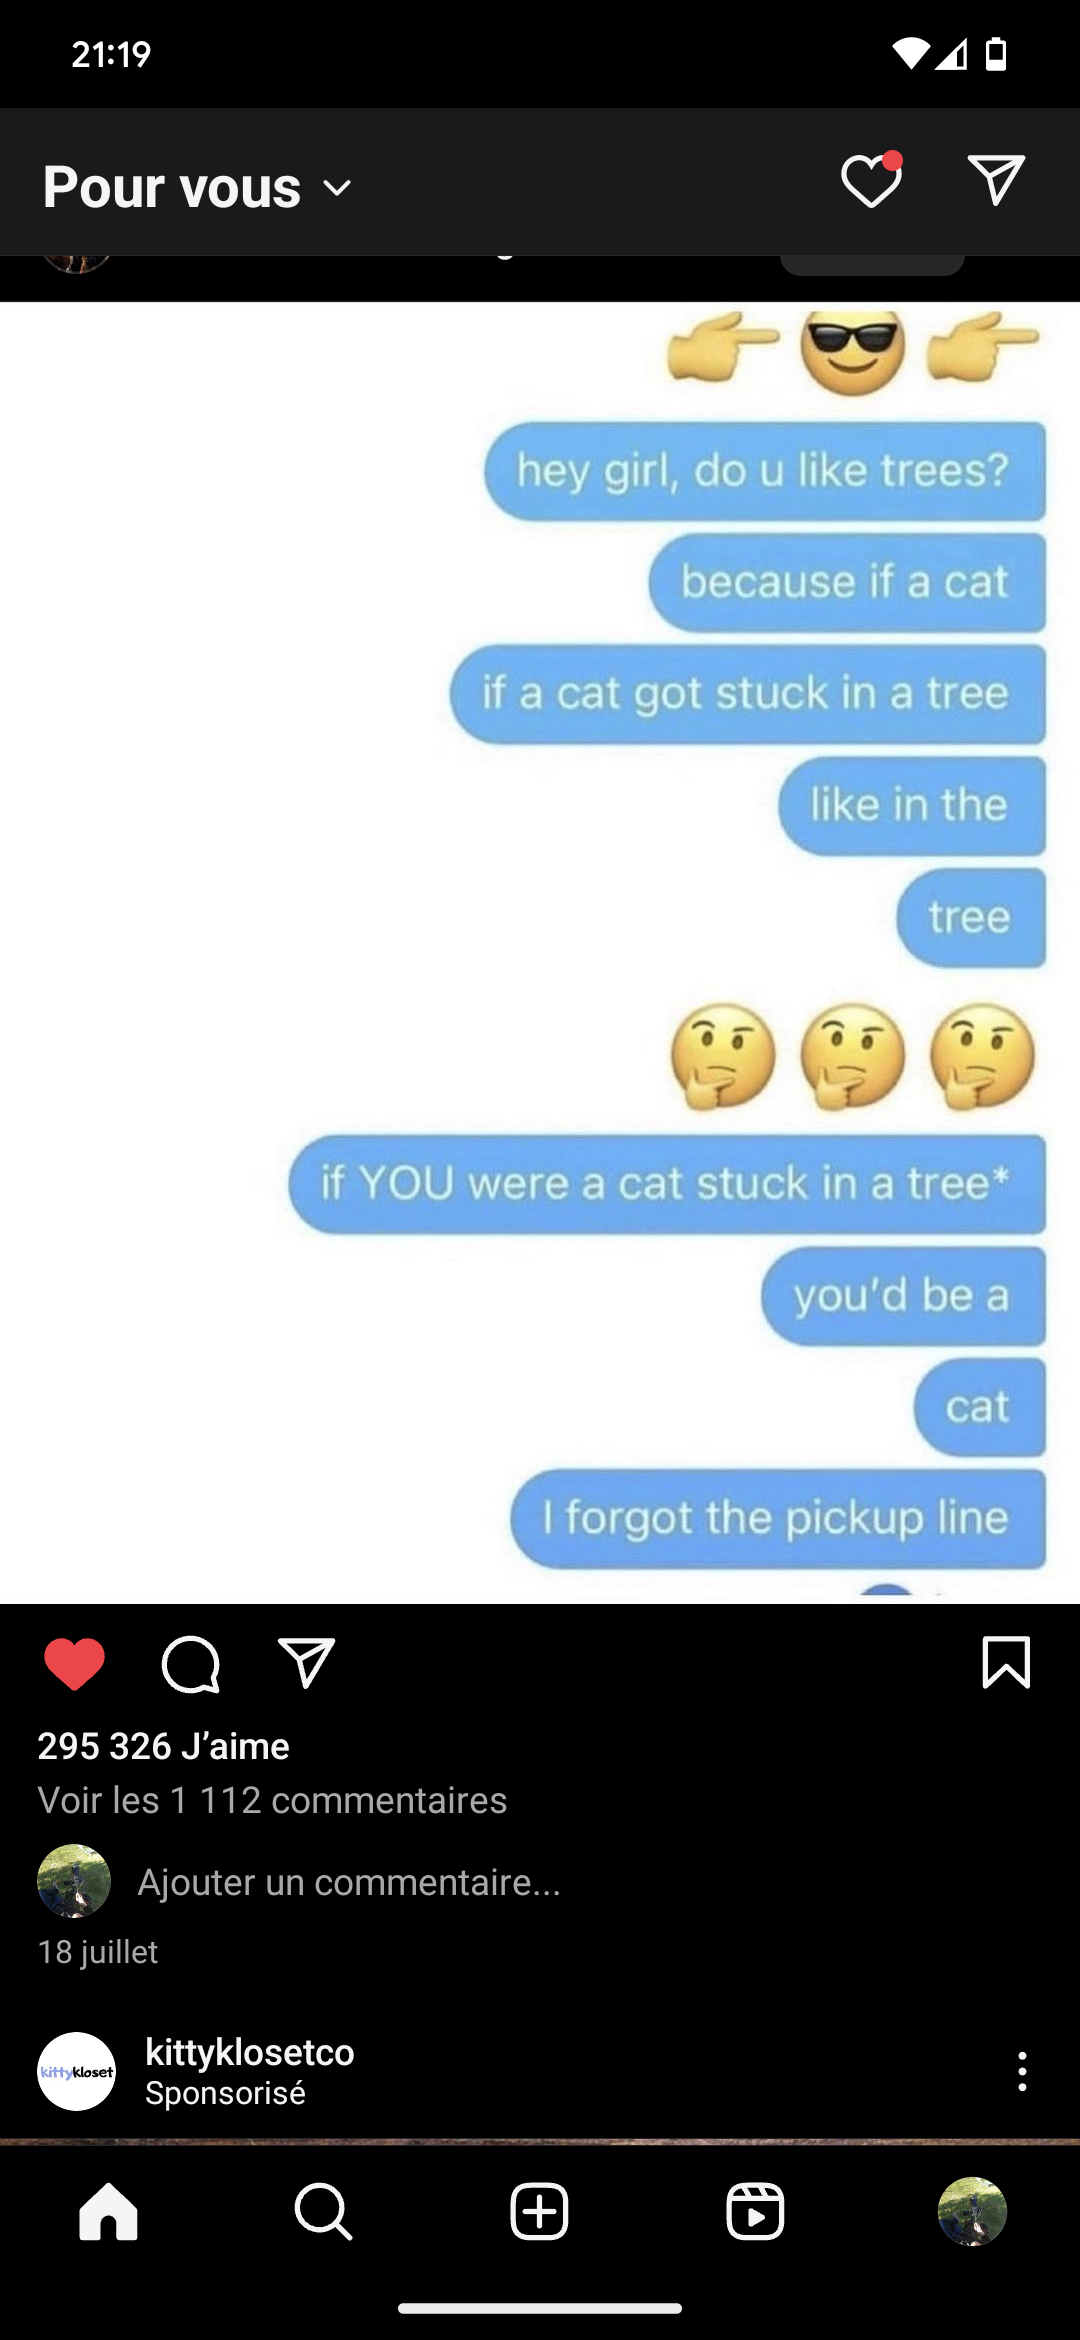 21:19
Pour vous
hey girl, do u like trees?
because if a cat
if a cat got stuck in a tree
like in the
tree
if YOU were a cat stuck in a tree*
you'd be a
cat
I forgot the pickup line
295 326 J’aime
Voir les 1 112 commentaires
Ajouter un commentaire...
18 juillet
kittykloset
kittyklosetco
Sponsorisé